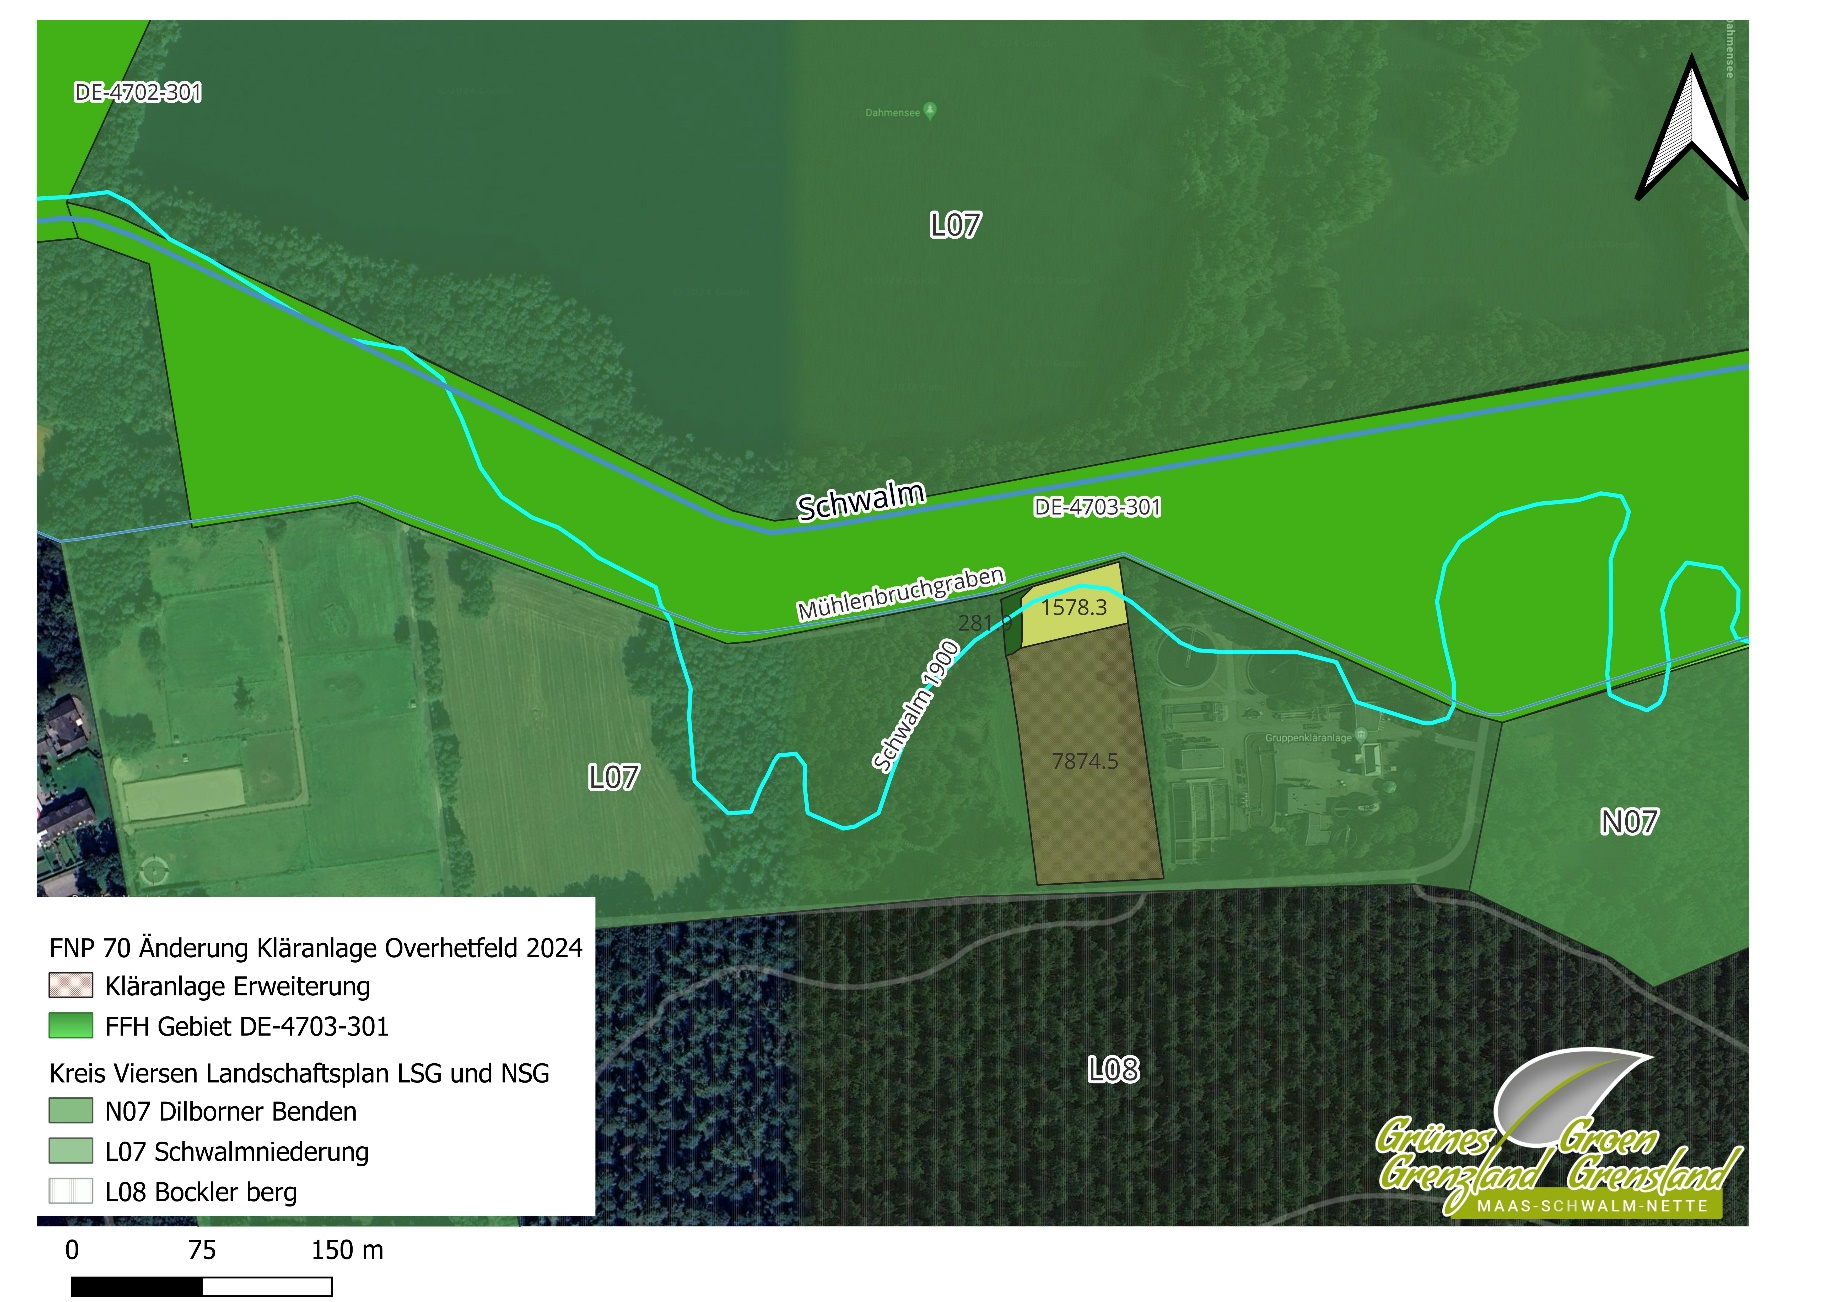 DE-4702-301
Dahmensee
Dahmensee
L07
Schwalm
DE-4703-301
Mühlenbruchgraben
1578.3
281.
Schwalm 1900
Gruppenkläranlage
7874.5
L07
N07
L08
FNP 70 Änderung Kläranlage Overhetfeld 2024
Kläranlage Erweiterung
FFH Gebiet DE-4703-301
Kreis Viersen Landschaftsplan LSG und NSG
N07 Dilborner Benden
L07 Schwalmniederung
L08 Bockler berg
Grünes Groen
Grenzland Grensland
MAAS-SCHWALM-NETTE
0 75 150 m